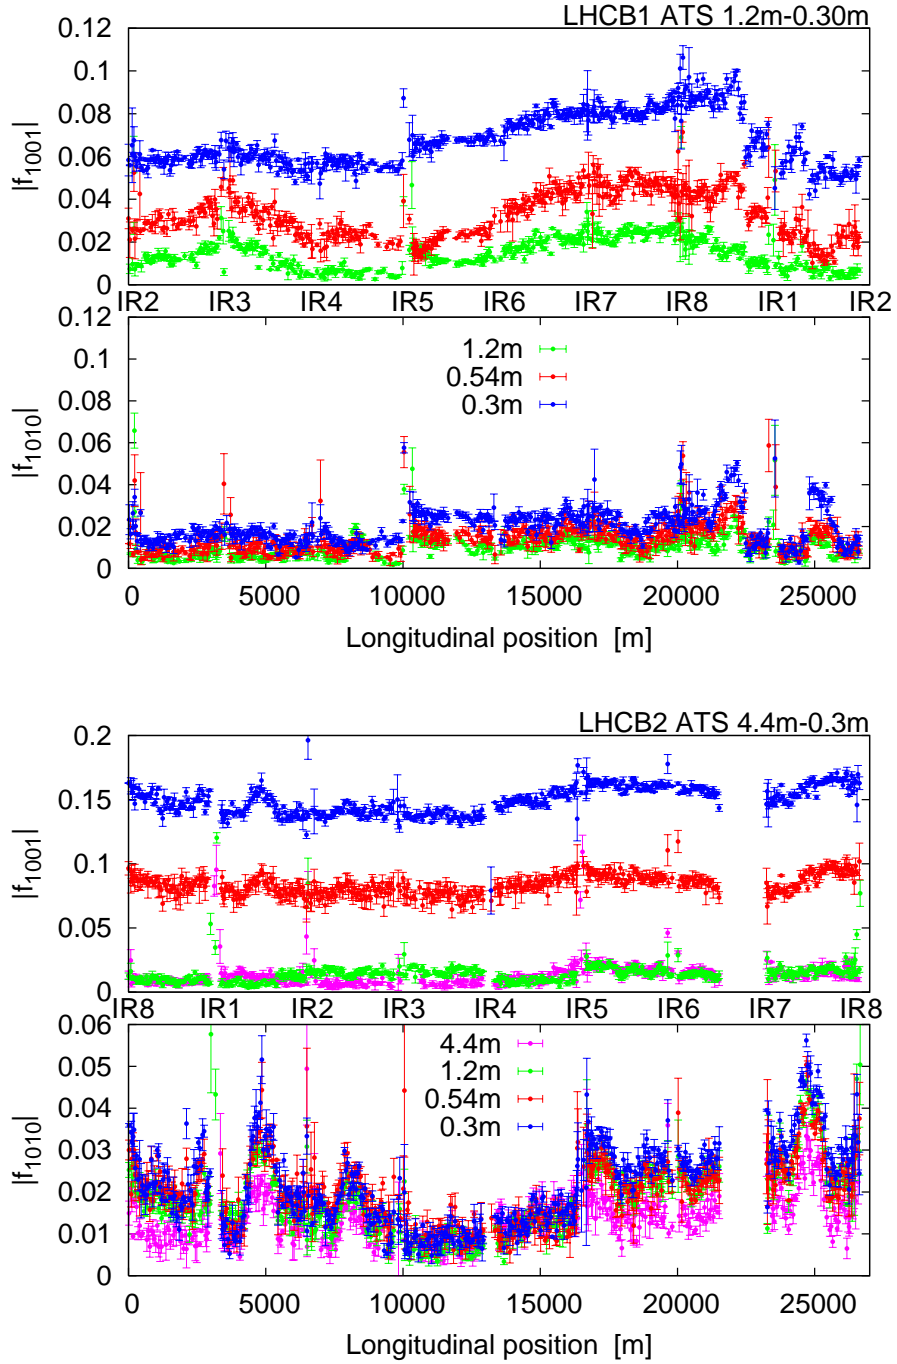 LHCB1 ATS 1.2m-0.30m
0.12
0.1
0.08
0.06
0.04
0.02
0
|f1001|
IR2 IR3 IR4 IR5 IR6 IR7 IR8 IR1 IR2
0.12
0.1
0.08
0.06
0.04
0.02
0
|f1010|
1.2m
0.54m
0.3m
0 5000 10000 15000 20000 25000
Longitudinal position [m]
LHCB2 ATS 4.4m-0.3m
0.2
0.15
0.1
0.05
0
|f1001|
IR8 IR1 IR2 IR3 IR4 IR5 IR6 IR7 IR8
0.06
0.05
0.04
0.03
0.02
0.01
0
|f1010|
4.4m
1.2m
0.54m
0.3m
0 5000 10000 15000 20000 25000
Longitudinal position [m]